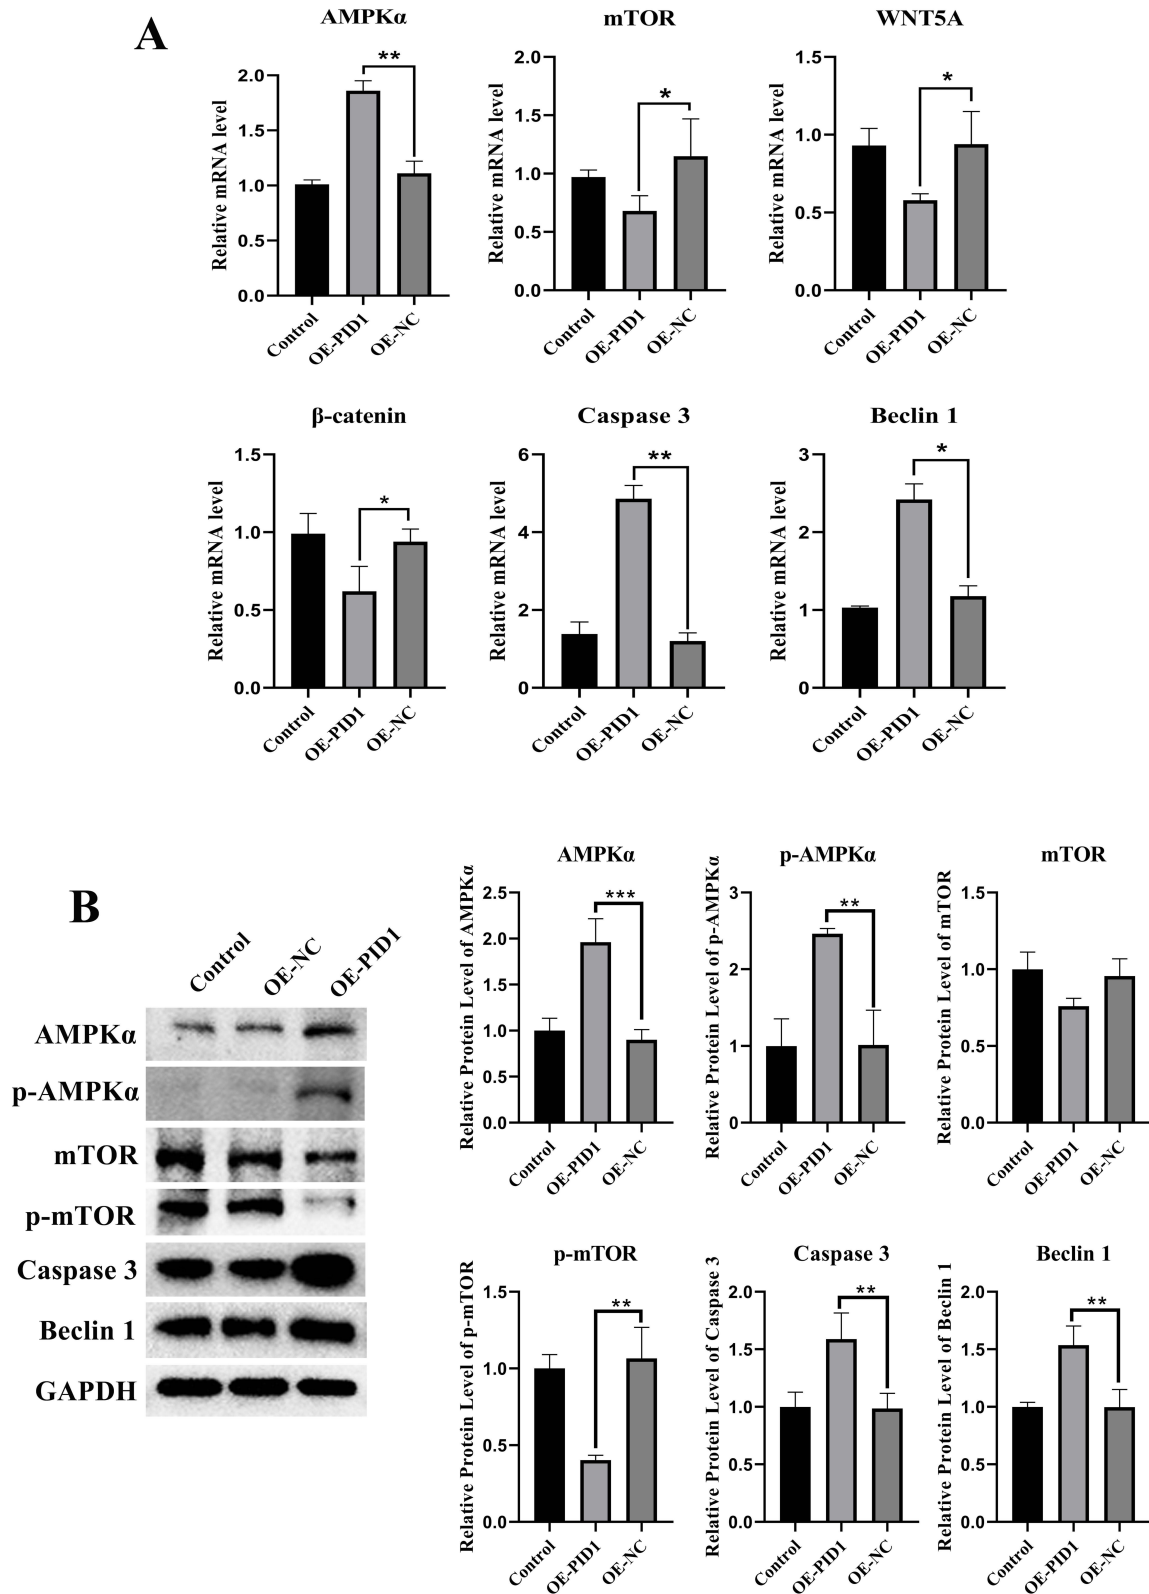 A
AMPKα
Relative mRNA level
2.0
1.5
1.0
0.5
0.0
**
Control
OE-PID1
OE-NC
mTOR
Relative mRNA level
2.0
1.5
1.0
0.5
0.0
*
Control
OE-PID1
OE-NC
WNT5A
Relative mRNA level
1.5
1.0
0.5
0.0
*
Control
OE-PID1
OE-NC
β-catenin
Relative mRNA level
1.5
1.0
0.5
0.0
*
Control
OE-PID1
OE-NC
Caspase 3
Relative mRNA level
6
4
2
0
**
Control
OE-PID1
OE-NC
Beclin 1
Relative mRNA level
3
2
1
0
*
Control
OE-PID1
OE-NC
B
Control
OE-NC
OE-PID1
AMPKα
p-AMPKα
mTOR
p-mTOR
Caspase 3
Beclin 1
GAPDH
AMPKα
Relative Protein Level of AMPKα
2.5
2.0
1.5
1.0
0.5
0.0
***
Control
OE-PID1
OE-NC
p-AMPKα
Relative Protein Level of p-AMPKα
3
2
1
0
**
Control
OE-PID1
OE-NC
mTOR
Relative Protein Level of mTOR
1.5
1.0
0.5
0.0
Control
OE-PID1
OE-NC
p-mTOR
Relative Protein Level of p-mTOR
1.5
1.0
0.5
0.0
**
Control
OE-PID1
OE-NC
Caspase 3
Relative Protein Level of Caspase 3
2.0
1.5
1.0
0.5
0.0
**
Control
OE-PID1
OE-NC
Beclin 1
Relative Protein Level of Beclin 1
2.0
1.5
1.0
0.5
0.0
**
Control
OE-PID1
OE-NC